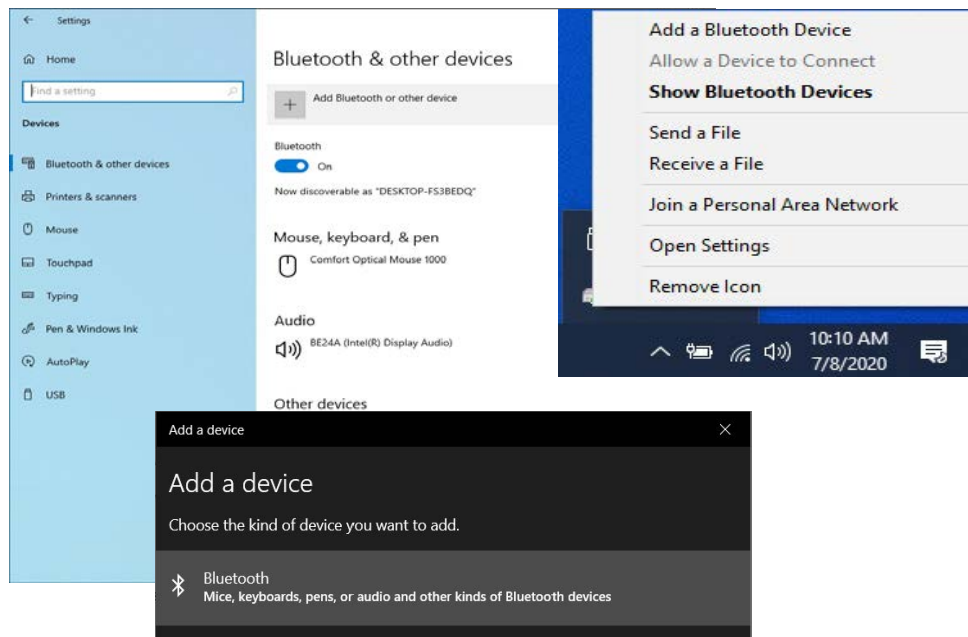 Settings
Home
Find a setting
Devices
Bluetooth & other devices
Printers & scanners
Mouse
Touchpad
Typing
Pen & Windows Ink
AutoPlay
USB
Bluetooth & other devices
Add Bluetooth or other device
Bluetooth
On
Now discoverable as "DESKTOP-FS3BEDQ"
Mouse, keyboard, & pen
Comfort Optical Mouse 1000
Audio
BE24A (Intel(R) Display Audio)
Other devices
Add a Bluetooth Device
Allow a Device to Connect
Show Bluetooth Devices
Send a File
Receive a File
Join a Personal Area Network
Open Settings
Remove Icon
10:10 AM
7/8/2020
Add a device
Add a device
Choose the kind of device you want to add.
Bluetooth
Mice, keyboards, pens, or audio and other kinds of Bluetooth devices